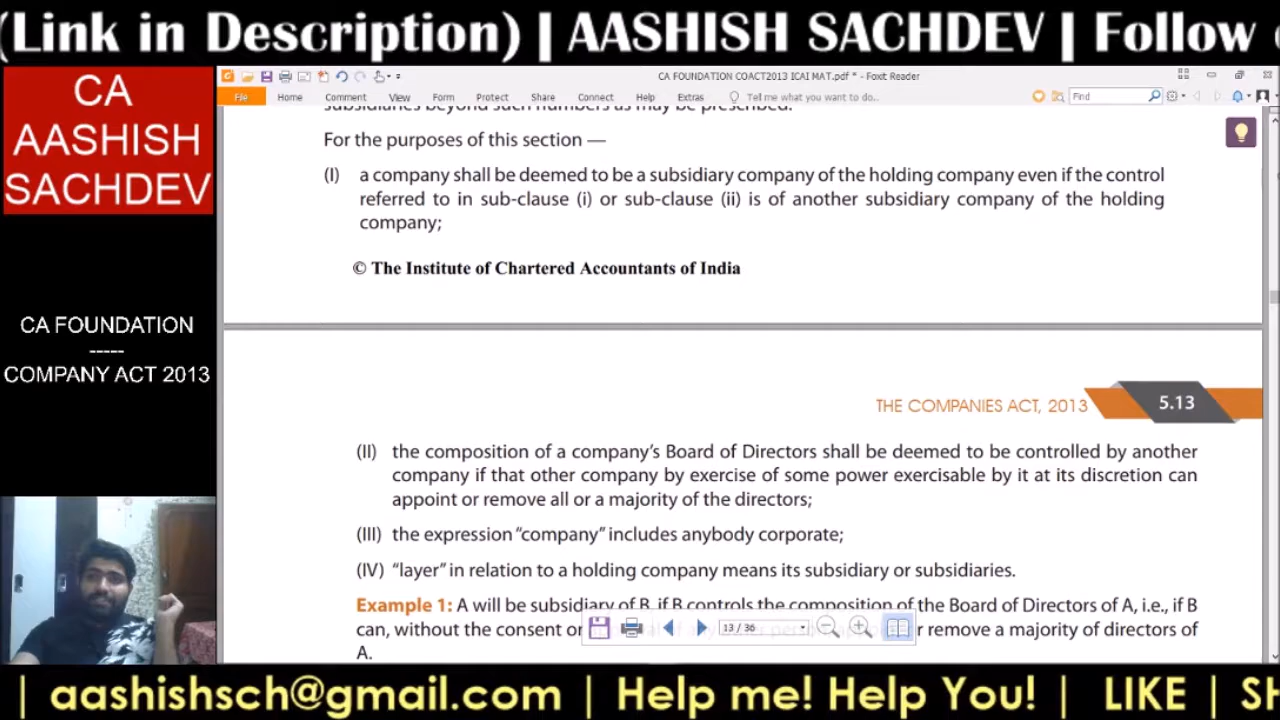 (Link in Description) | AASHISH SACHDEV | Follow
CA
AASHISH
SACHDEV
CA FOUNDATION
-----
COMPANY ACT 2013
CA FOUNDATION COACT2013 ICAI MAT.pdf * - Foxit Reader
File Home Comment View Form Protect Share Connect Help Extras Tell me what you want to do.. Find
subsidiaries beyond such numbers as may be prescribed.
For the purposes of this section —
(I) a company shall be deemed to be a subsidiary company of the holding company even if the control
referred to in sub-clause (i) or sub-clause (ii) is of another subsidiary company of the holding
company;
© The Institute of Chartered Accountants of India
THE COMPANIES ACT, 2013 5.13
(II) the composition of a company's Board of Directors shall be deemed to be controlled by another
company if that other company by exercise of some power exercisable by it at its discretion can
appoint or remove all or a majority of the directors;
(III) the expression "company" includes anybody corporate;
(IV) "layer" in relation to a holding company means its subsidiary or subsidiaries.
Example 1: A will be subsidiary of B, if B controls the composition of the Board of Directors of A, i.e., if B
can, without the consent or remove a majority of directors of
A.
13 / 36
| aashishsch@gmail.com | Help me! Help You! | LIKE | SH